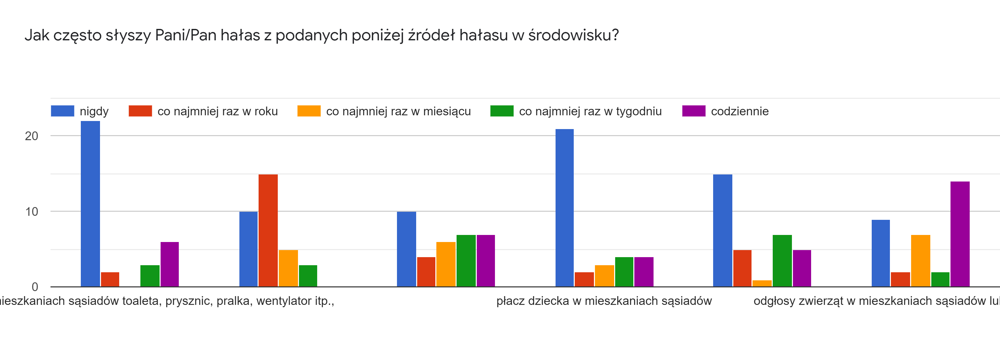 Jak często słyszy Pani/Pan hałas z podanych poniżej źródeł hałasu w środowisku?
nigdy co najmniej raz w roku co najmniej raz w miesiącu co najmniej raz w tygodniu codziennie
20
10
0
sąsiadów toaleta, prysznic, pralka, wentylator itp., płacz dziecka w mieszkaniach sąsiadów odgłosy zwierząt w mieszkaniach sąsiadów